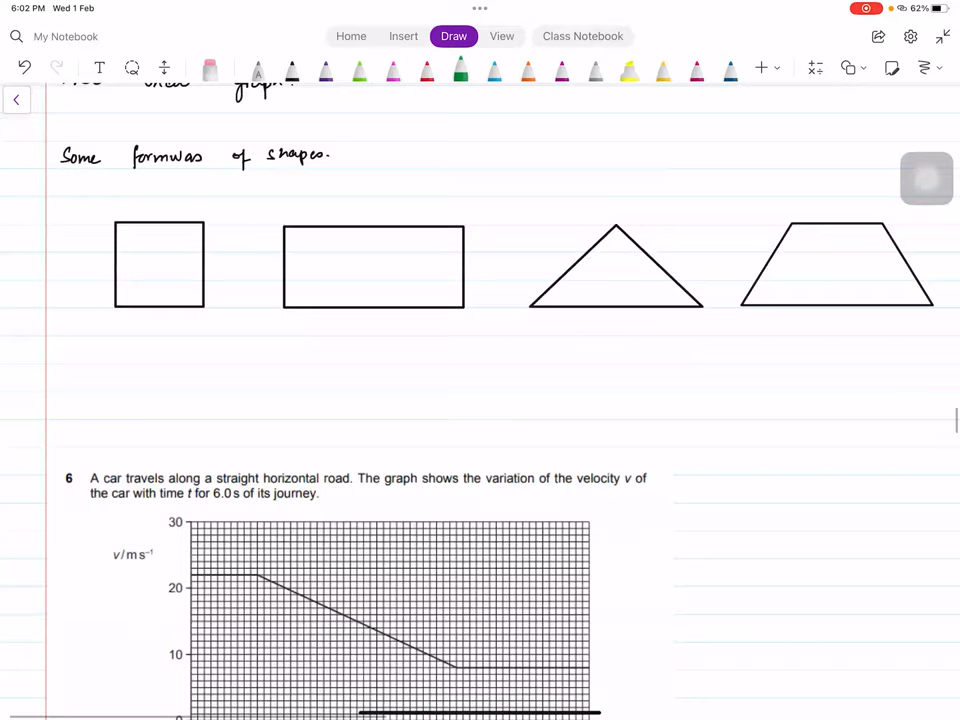 6:02 PM Wed 1 Feb
62%
My Notebook
Home Insert Draw View Class Notebook
T
A
graph.
Some formulas of shapes.
6 A car travels along a straight horizontal road. The graph shows the variation of the velocity v of
the car with time t for 6.0 s of its journey.
30
v/m s⁻¹
20
10
0